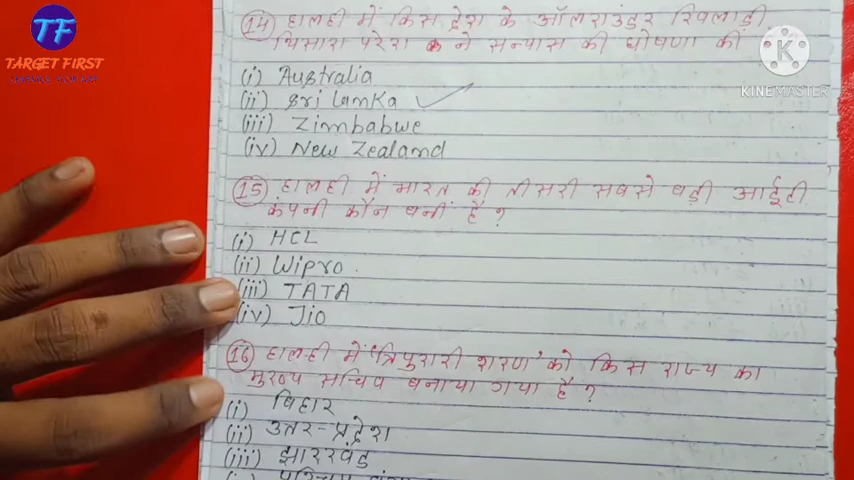 TF
TARGET FIRST
(14) हालही में किस देश के ऑलराउंडर खिलाड़ी
थिसारा परेरा ने सन्यास की घोषणा की
KINEMASTER
(i) Australia
(ii) Sri Lanka
(iii) Zimbabwe
(iv) New Zealand
(15) हालही में भारत की तीसरी सबसे बड़ी आईटी
कंपनी कौन बनीं है ?
(i) HCL
(ii) Wipro
(iii) TATA
(iv) Jio
(16) हालही में 'त्रिपुरारी शरण' को किस राज्य का
मुख्य सचिव बनाया गया है ?
(i) बिहार
(ii) उतर-प्रदेश
(iii) झारखंड